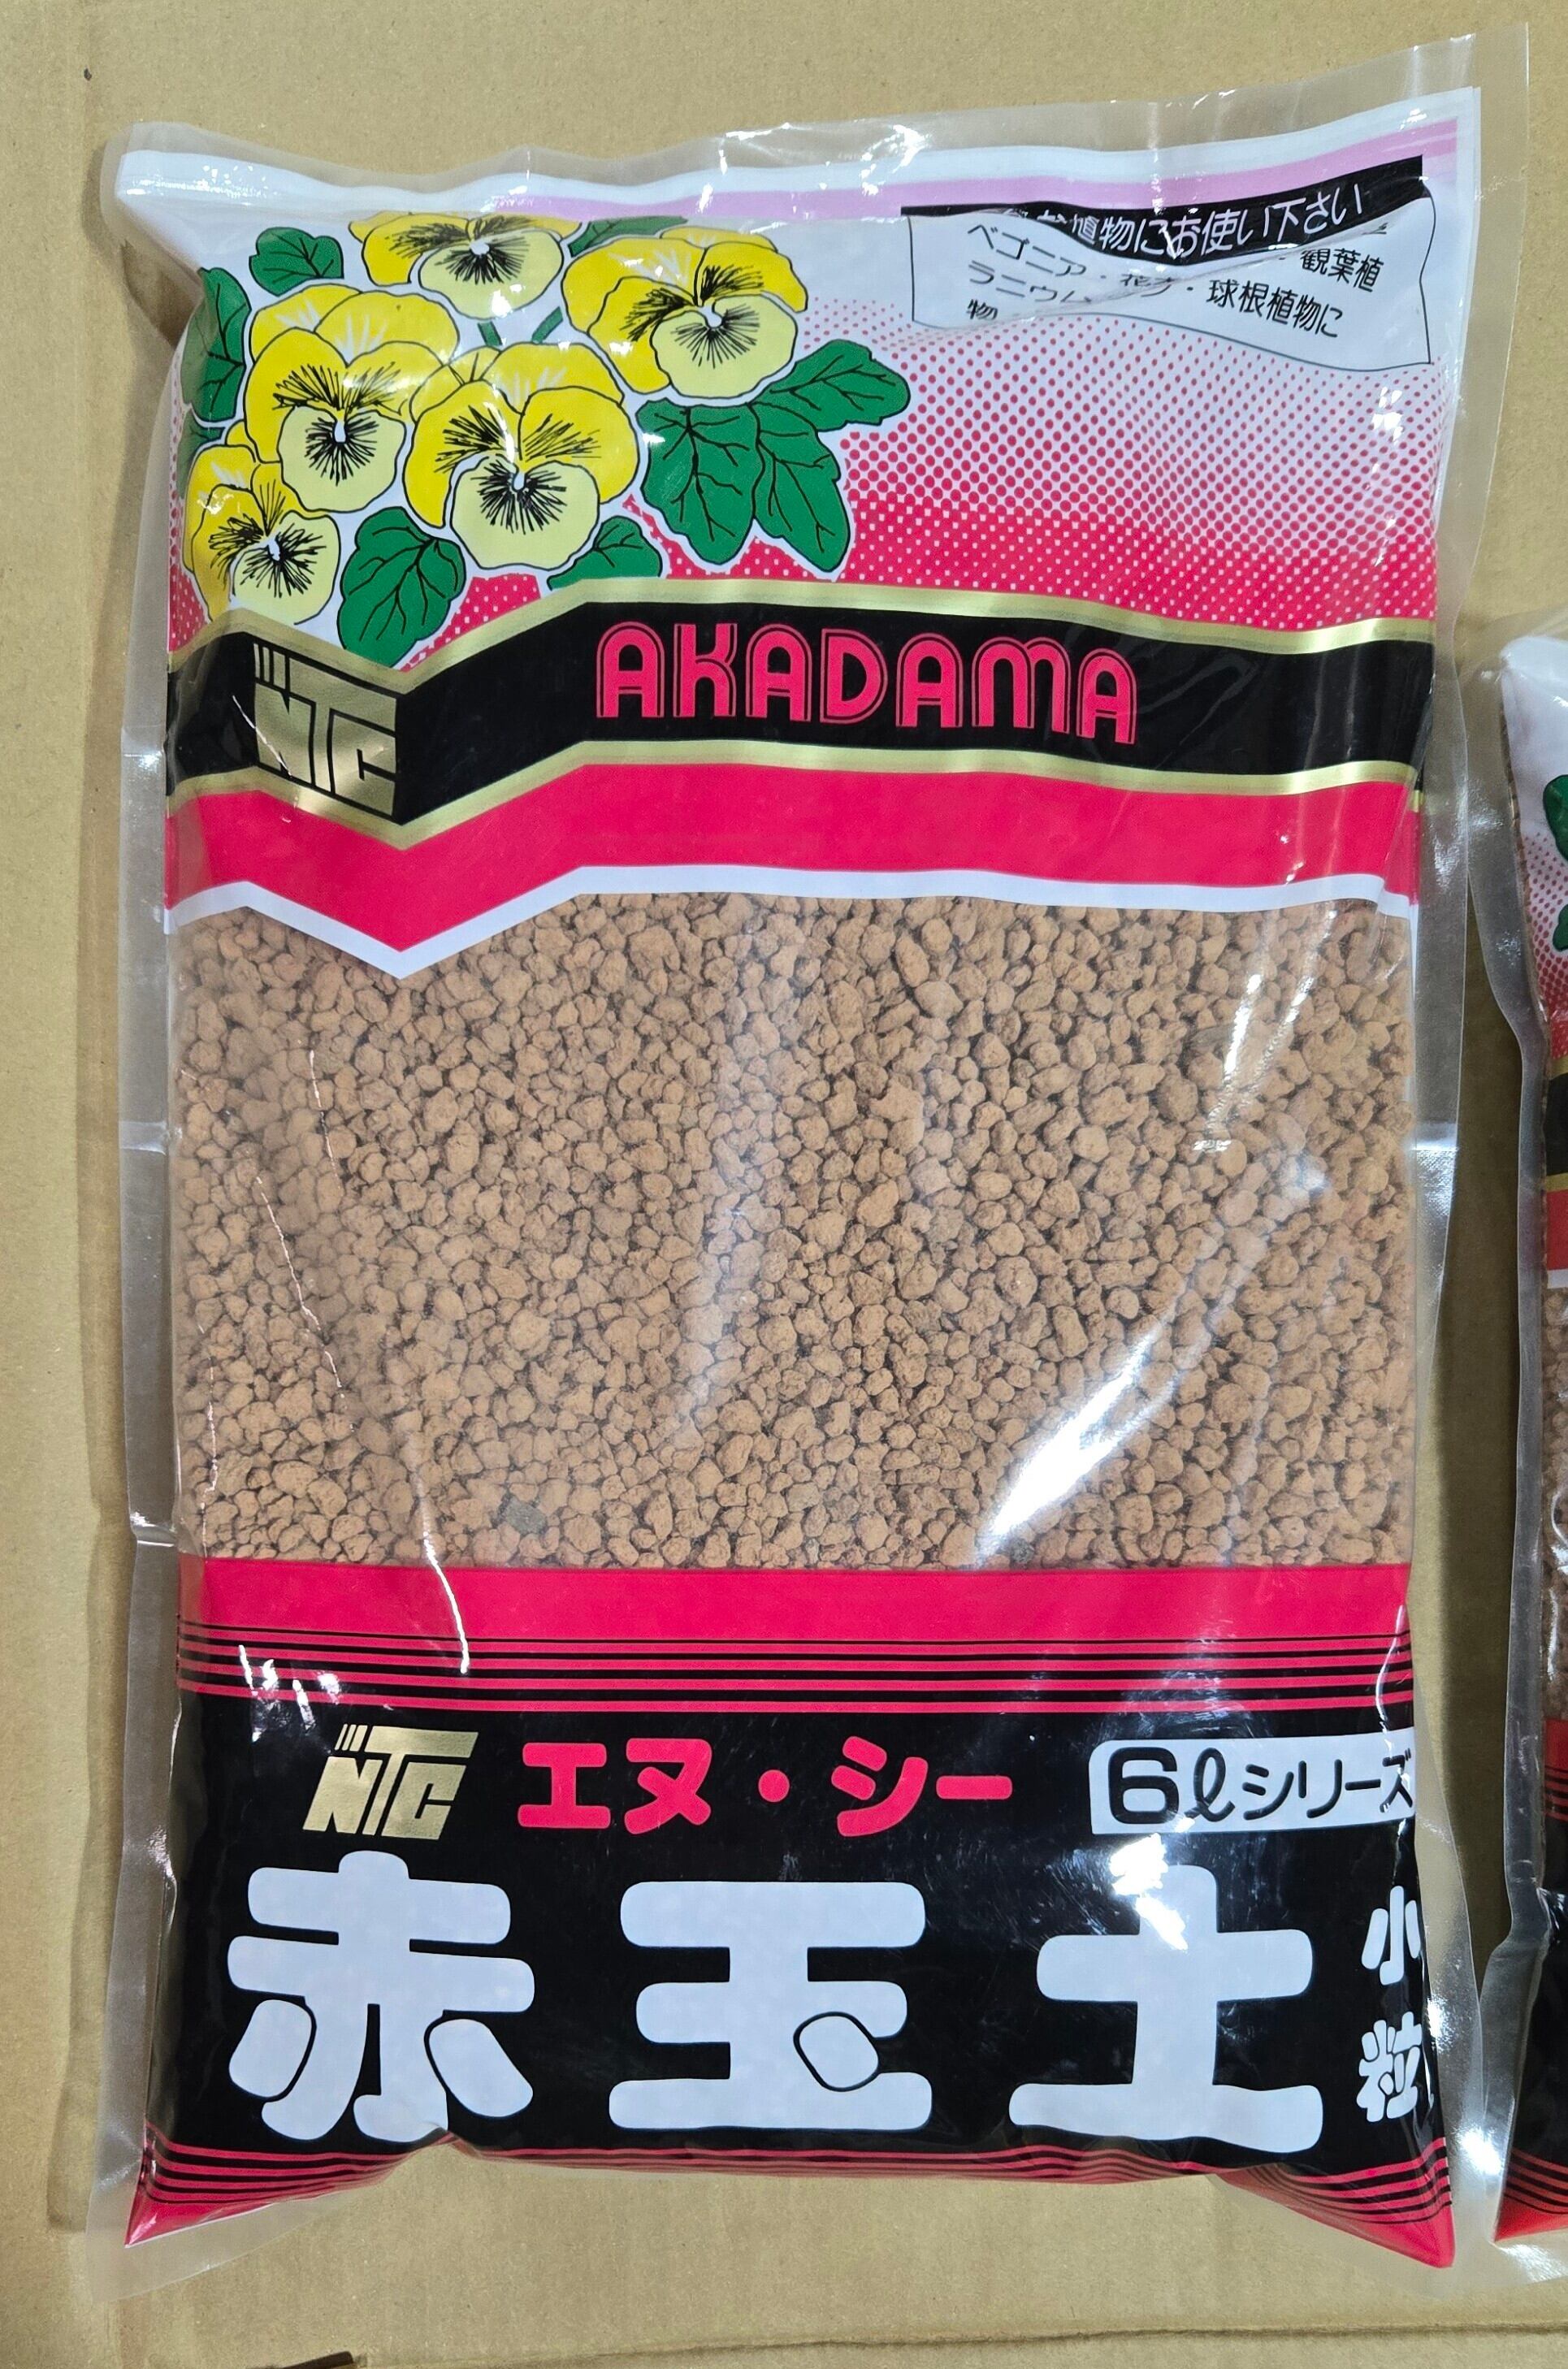 植物にお使い下さい
ベゴニア・ 観葉植
ラニウム ・球根植物に
物
AKADAMA
NTC
NTC エヌ・シー 6ℓシリーズ
赤玉土 小粒